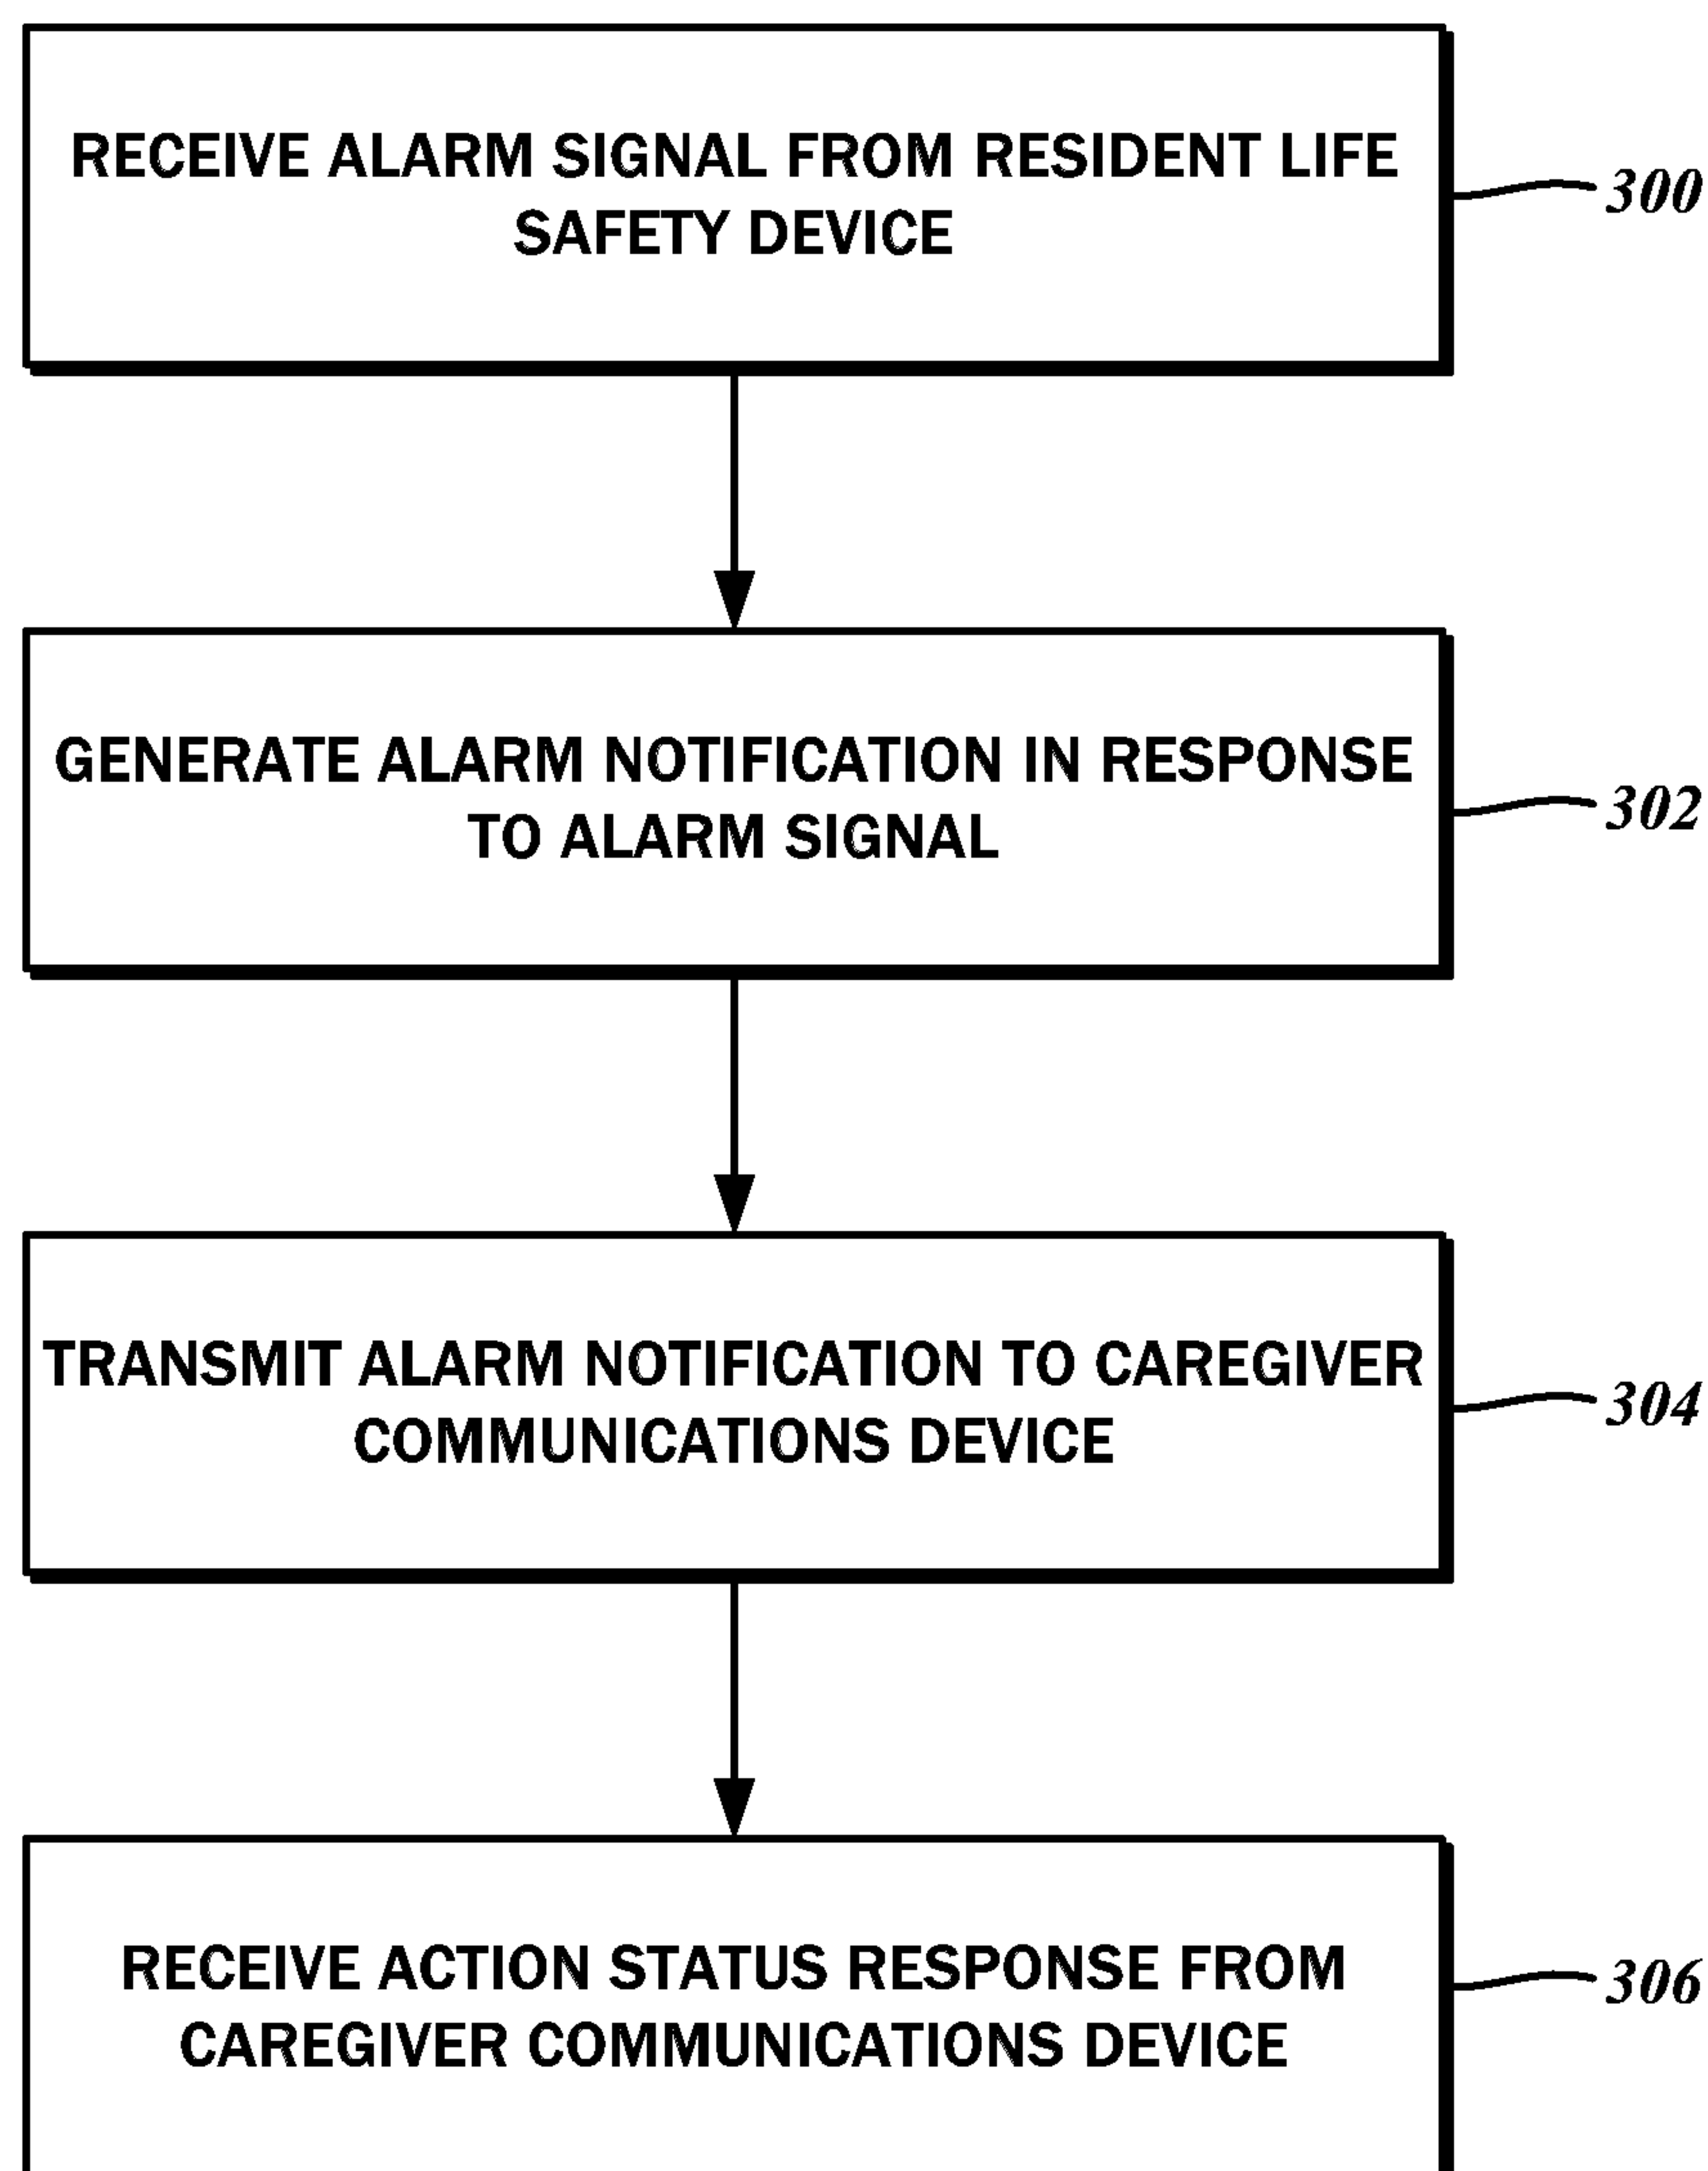 RECEIVE ALARM SIGNAL FROM RESIDENT LIFE
SAFETY DEVICE
300
GENERATE ALARM NOTIFICATION IN RESPONSE
TO ALARM SIGNAL
302
TRANSMIT ALARM NOTIFICATION TO CAREGIVER
COMMUNICATIONS DEVICE
304
RECEIVE ACTION STATUS RESPONSE FROM
CAREGIVER COMMUNICATIONS DEVICE
306